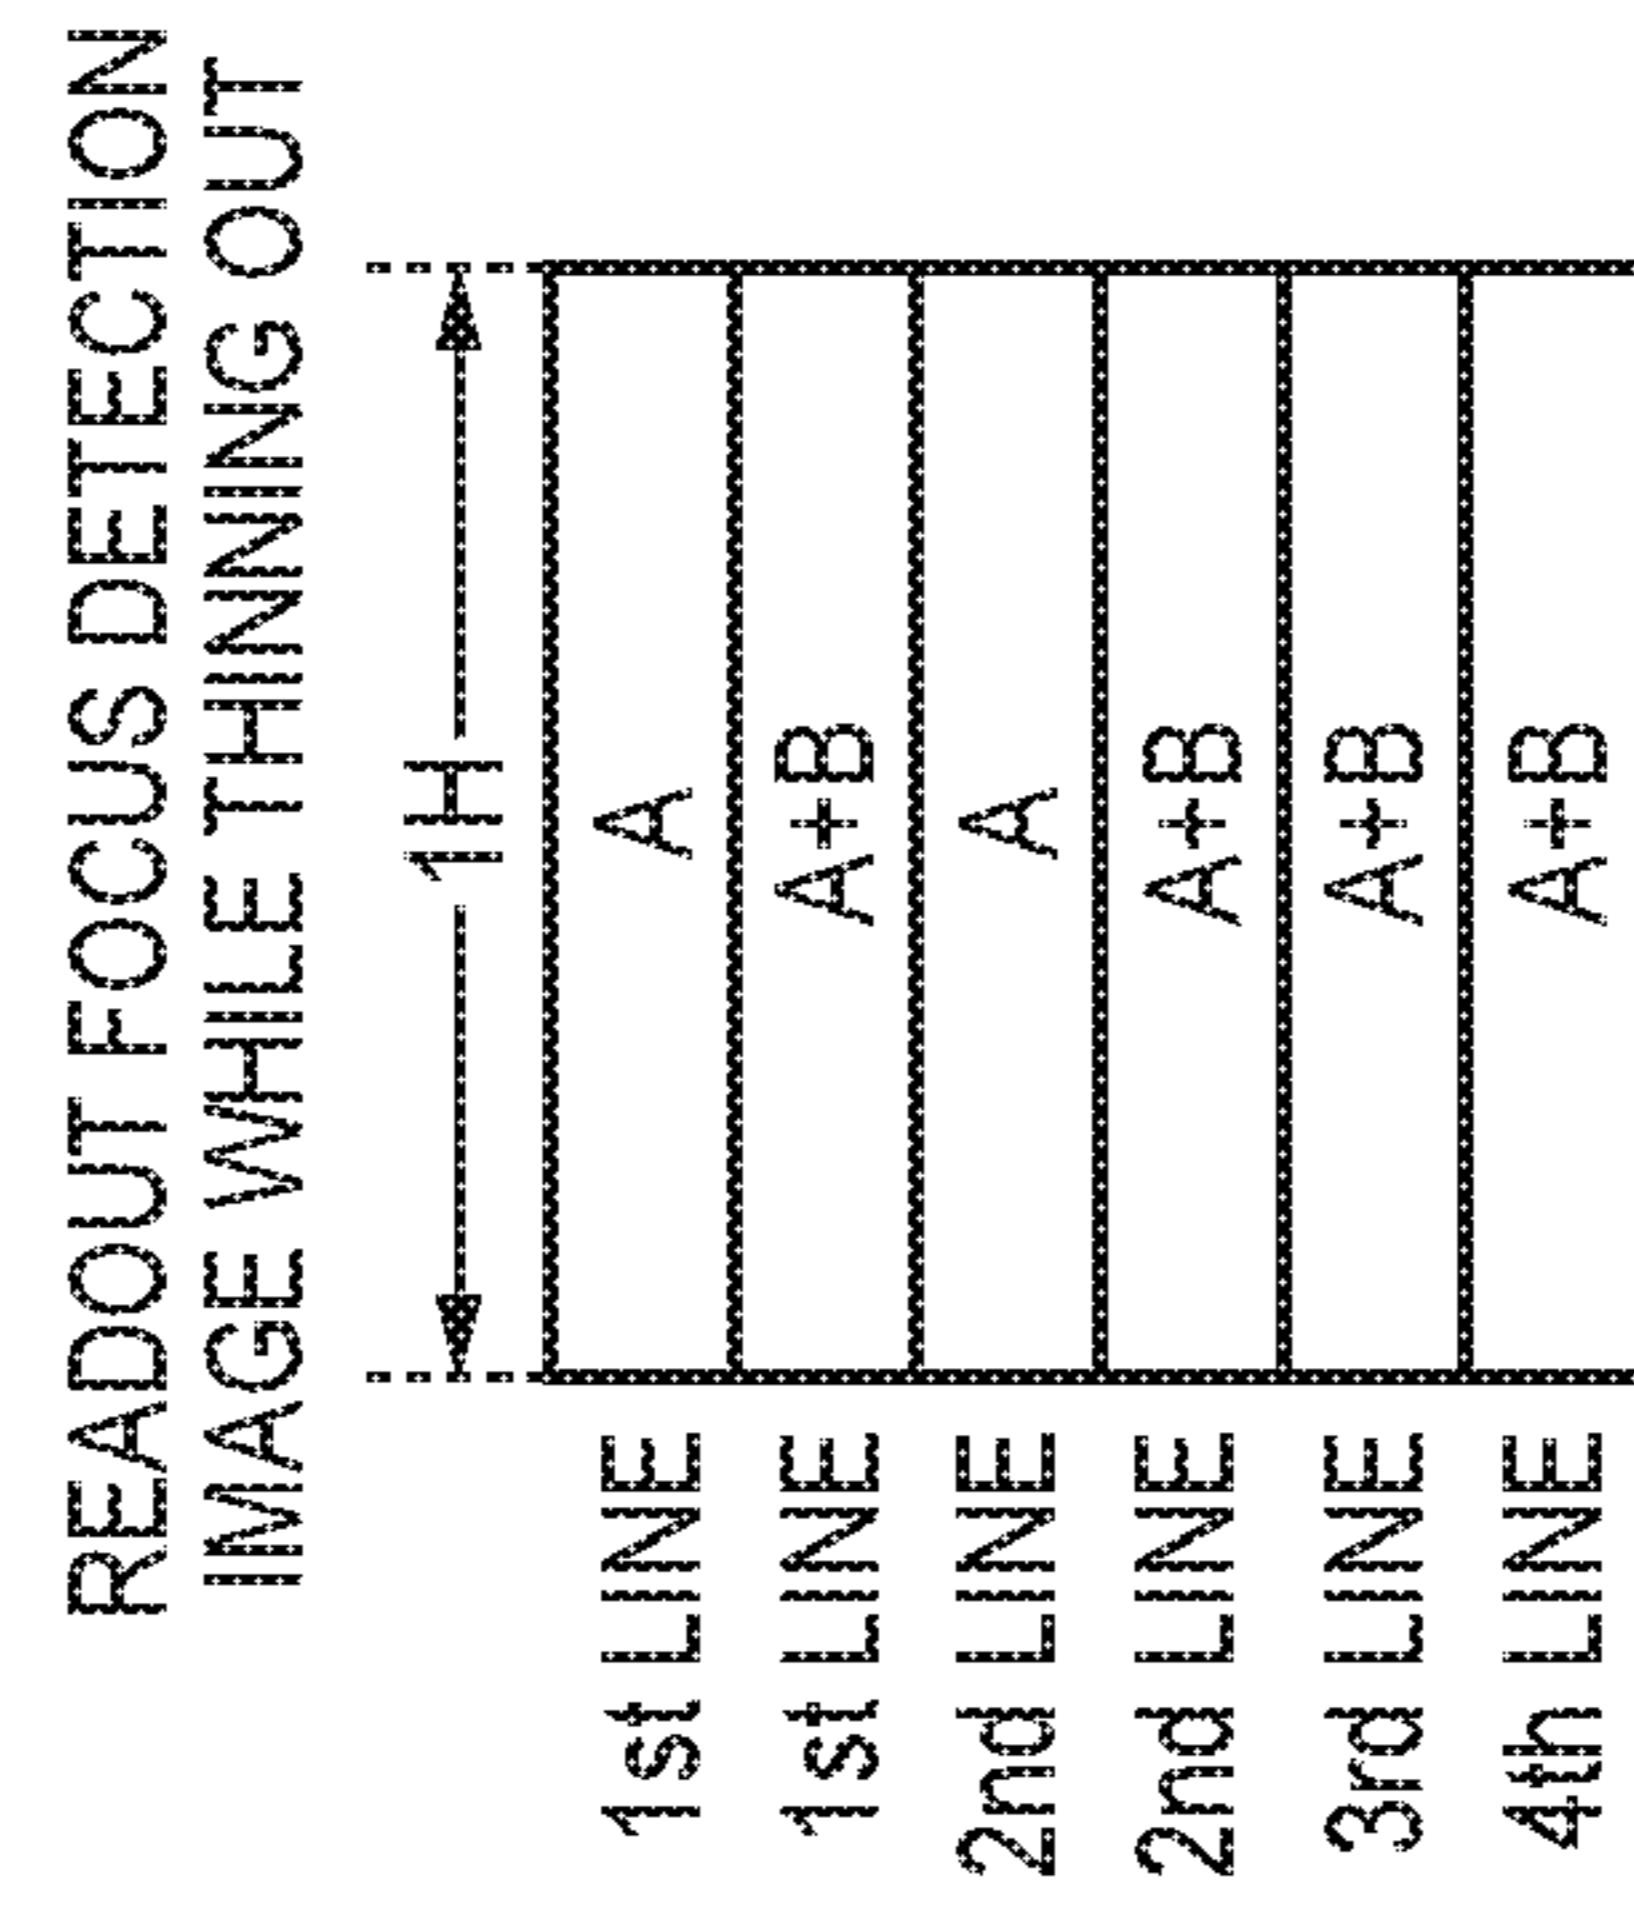 READOUT FOCUS DETECTION
IMAGE WHILE THINNING OUT
1H
1st LINE A
1st LINE A+B
2nd LINE A
2nd LINE A+B
3rd LINE A+B
4th LINE A+B